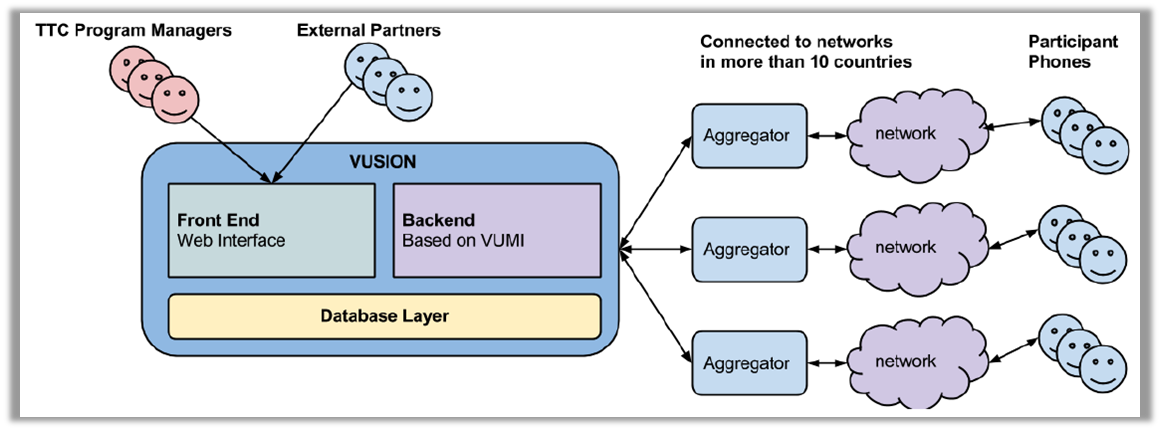 TTC Program Managers
External Partners
Connected to networks
in more than 10 countries
Participant
Phones
VUSION
Front End
Web Interface
Backend
Based on VUMI
Database Layer
Aggregator
network
Aggregator
network
Aggregator
network